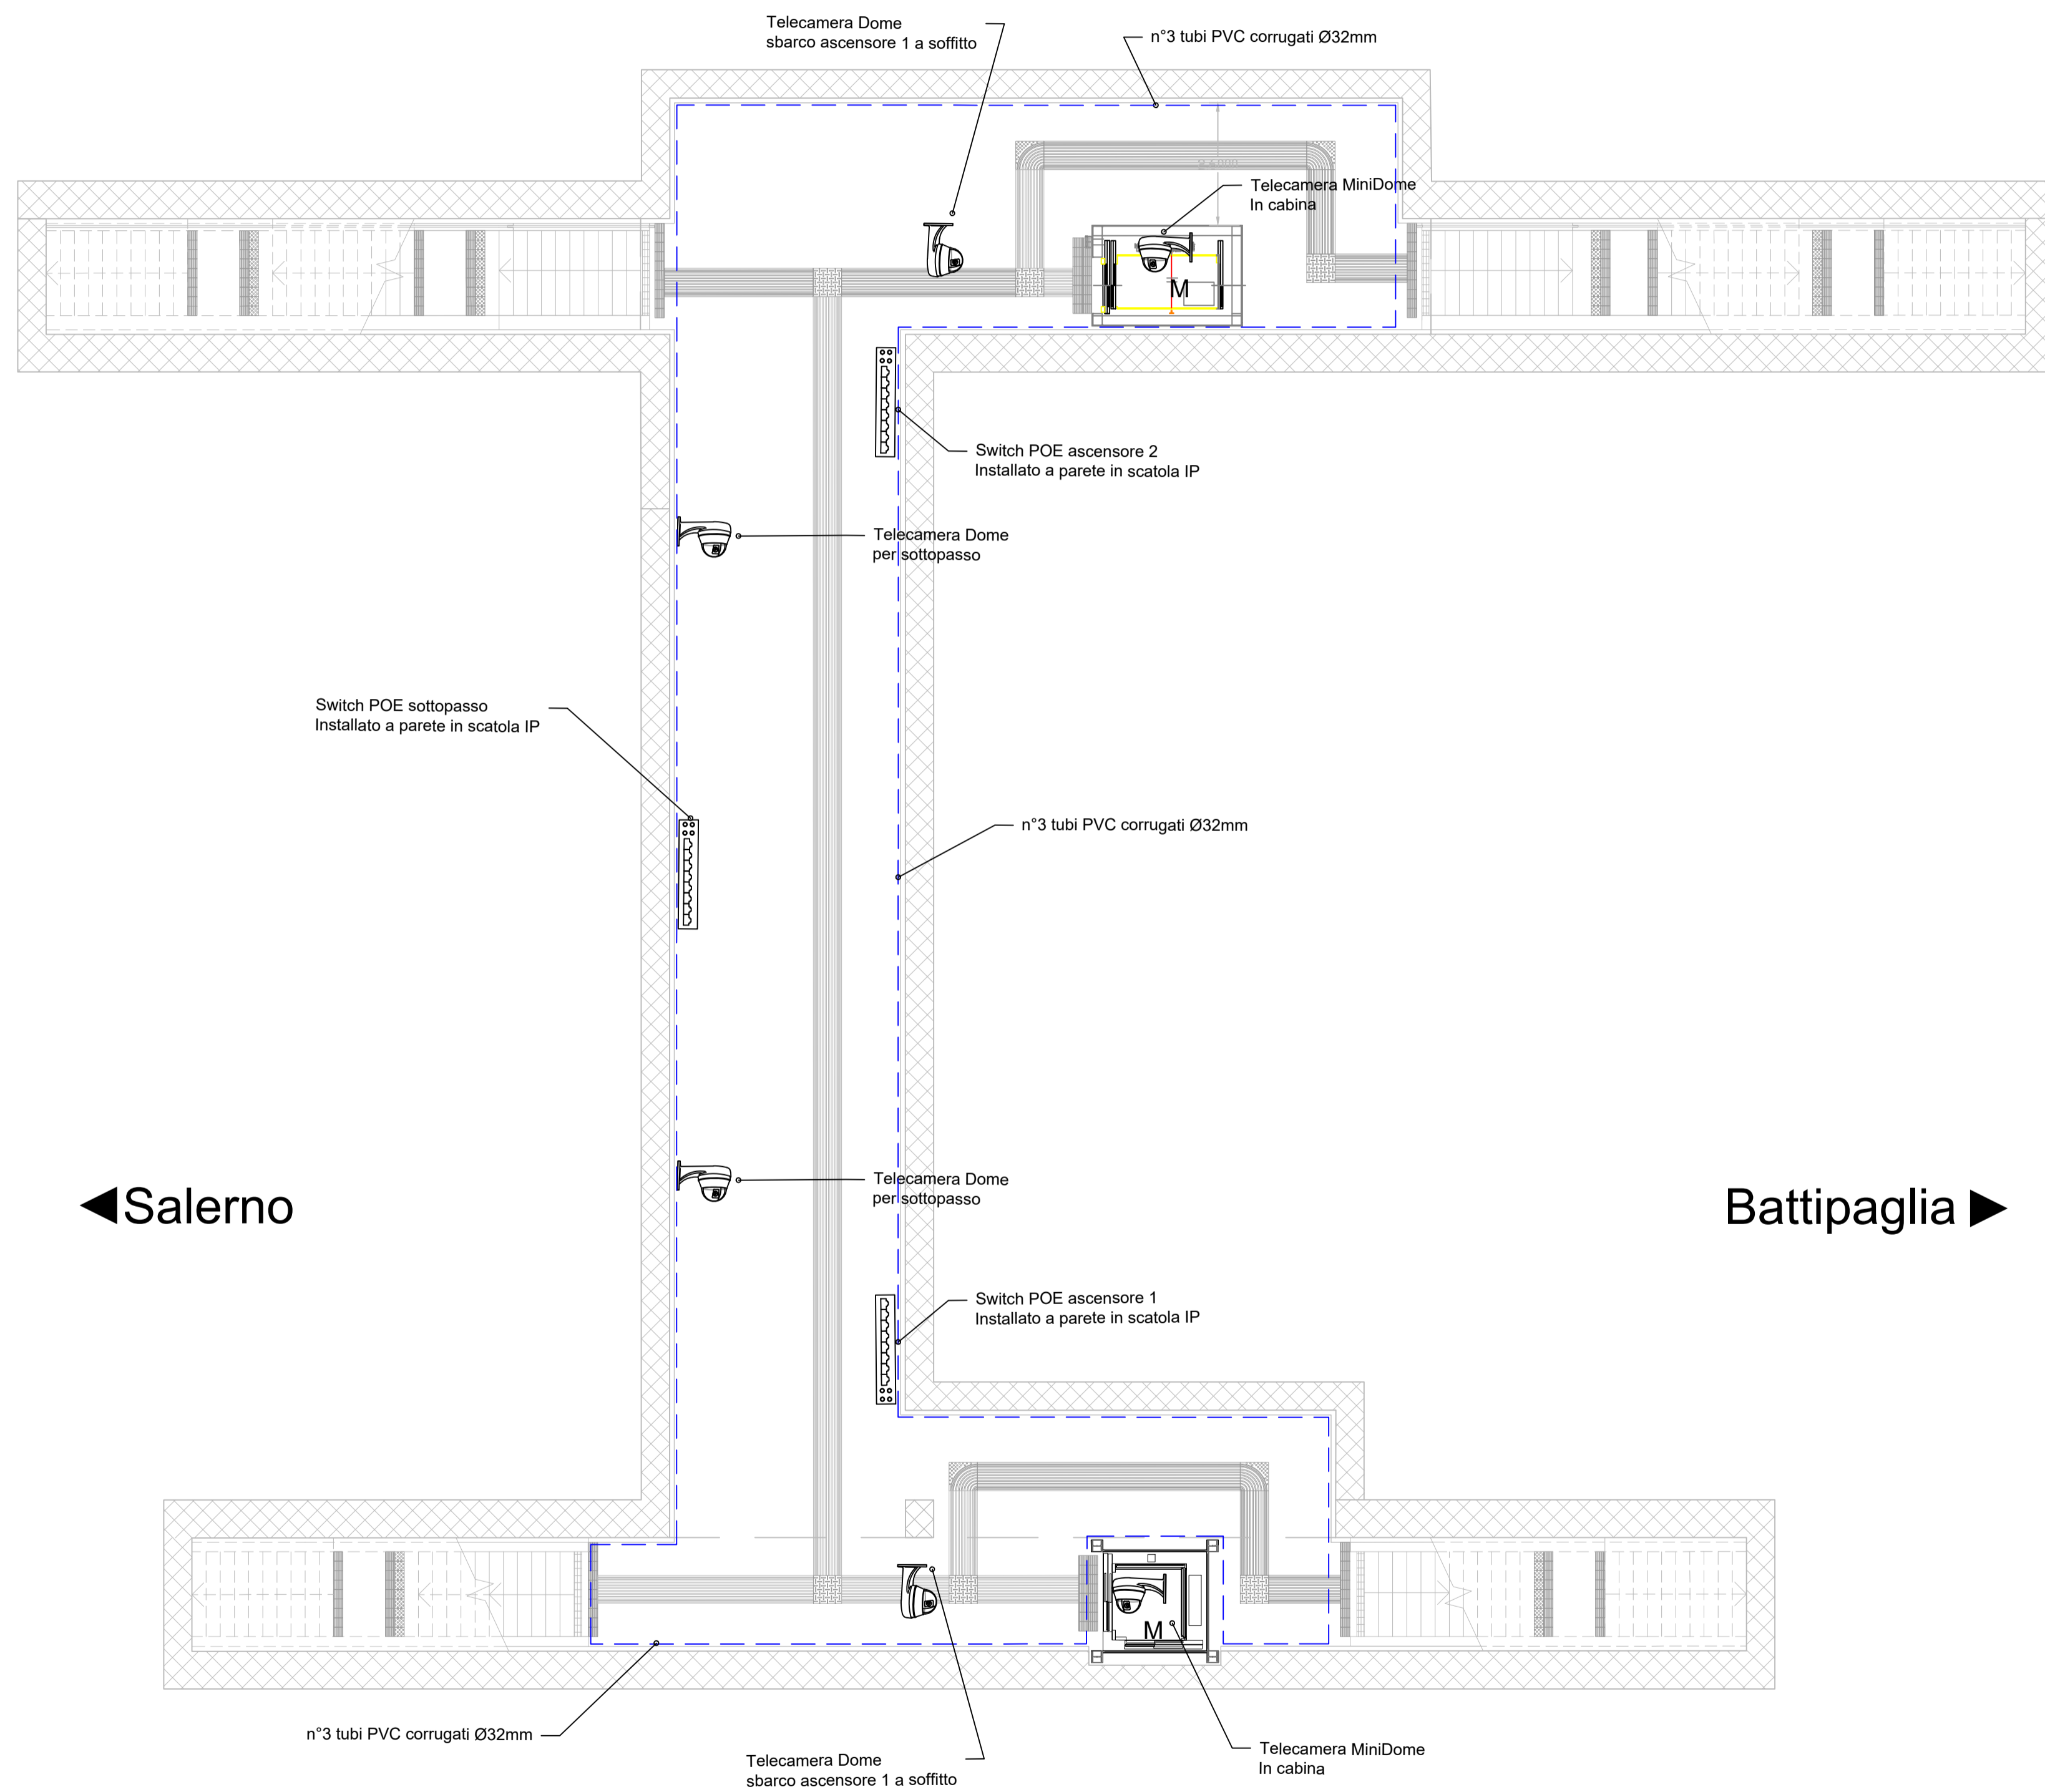 Telecamera Dome
sbarco ascensore 1 a soffitto
n°3 tubi PVC corrugati Ø32mm
Telecamera MiniDome
In cabina
M
Switch POE ascensore 2
Installato a parete in scatola IP
Telecamera Dome
per sottopasso
Switch POE sottopasso
Installato a parete in scatola IP
n°3 tubi PVC corrugati Ø32mm
Telecamera Dome
per sottopasso
Salerno
Battipaglia
Switch POE ascensore 1
Installato a parete in scatola IP
M
n°3 tubi PVC corrugati Ø32mm
Telecamera Dome
sbarco ascensore 1 a soffitto
Telecamera MiniDome
In cabina